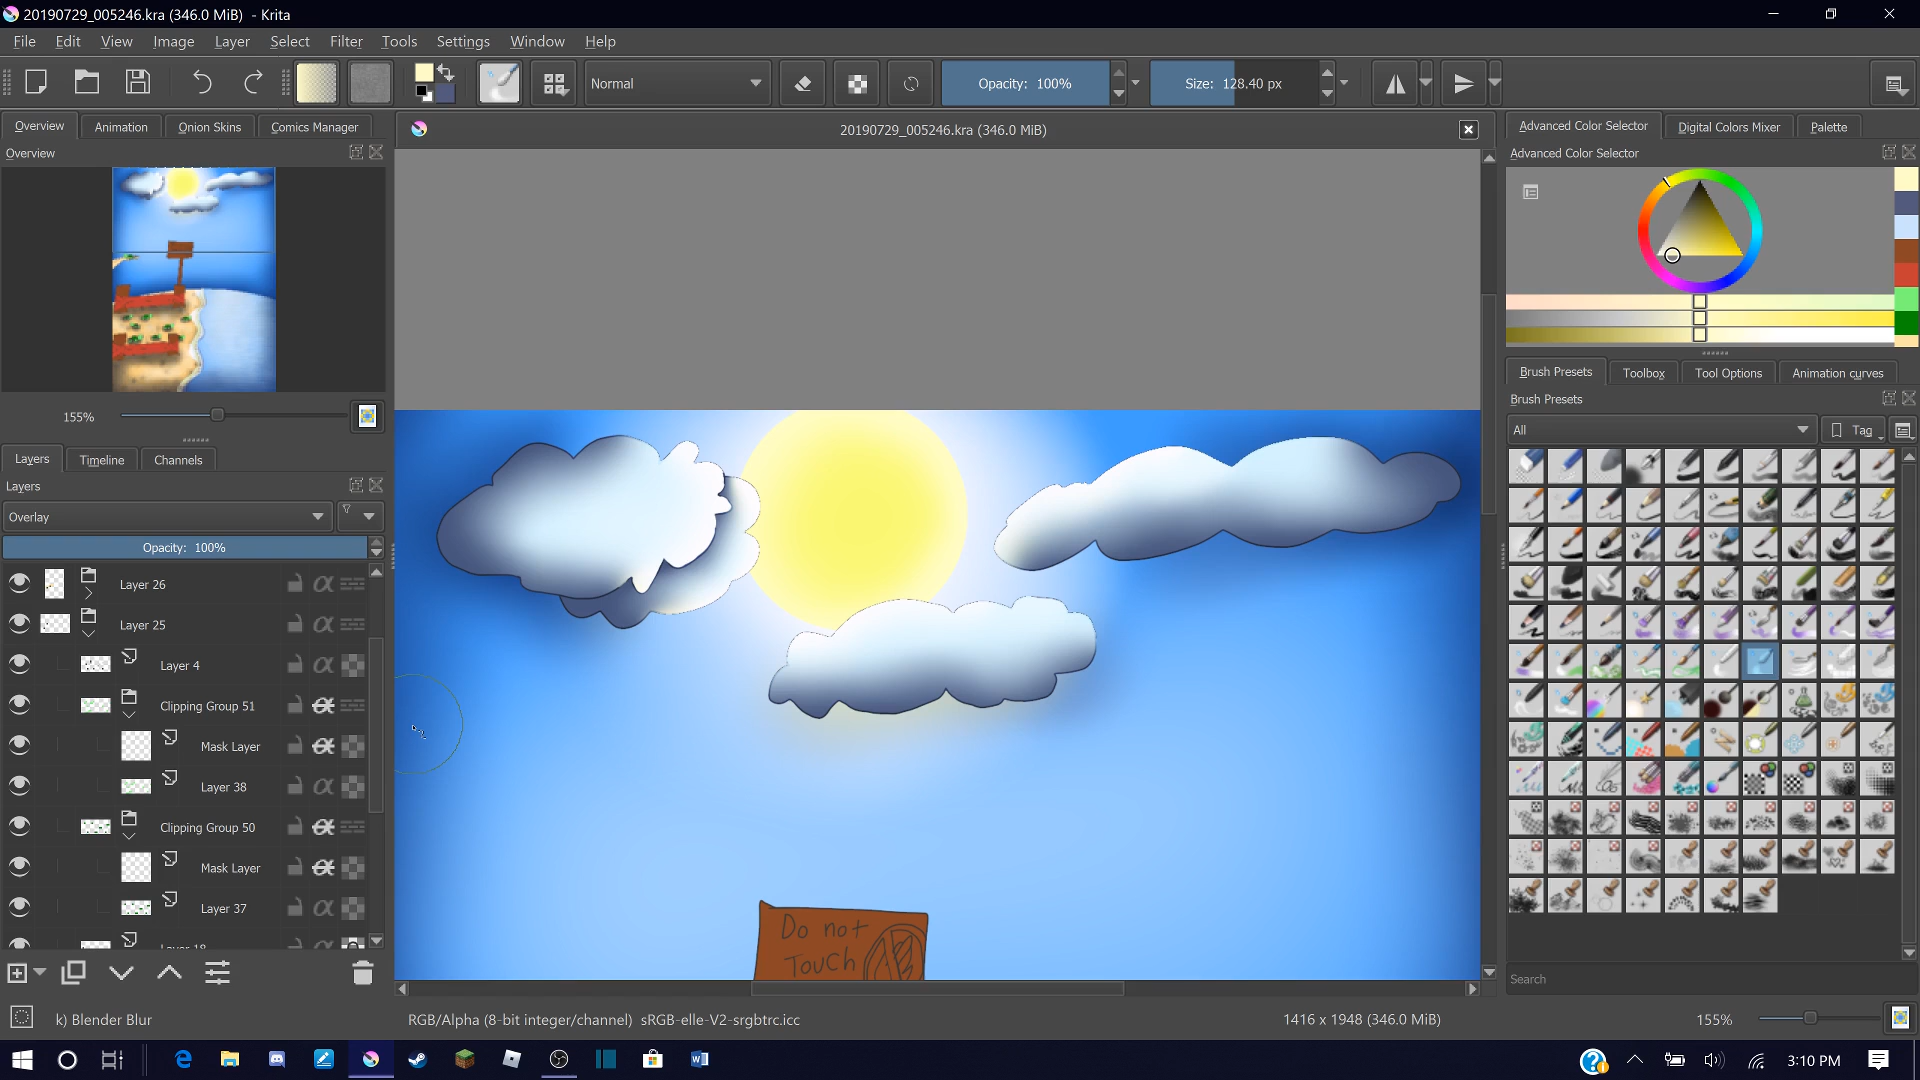 20190729_005246.kra (346.0 MiB) - Krita
File Edit View Image Layer Select Filter Tools Settings Window Help
Normal Opacity: 100% Size: 128.40 px
Overview Animation Onion Skins Comics Manager
20190729_005246.kra (346.0 MiB)
Advanced Color Selector Digital Colors Mixer Palette
Overview
Advanced Color Selector
155%
Brush Presets Toolbox Tool Options Animation curves
Brush Presets
All Tag
Layers Timeline Channels
Layers
Overlay
Opacity: 100%
Layer 26
Layer 25
Layer 4
Clipping Group 51
Mask Layer
Layer 38
Clipping Group 50
Mask Layer
Layer 37
Layer 18
Do not
Touch
Search
k) Blender Blur
RGB/Alpha (8-bit integer/channel) sRGB-elle-V2-srgbtrc.icc
1416 x 1948 (346.0 MiB)
155%
3:10 PM